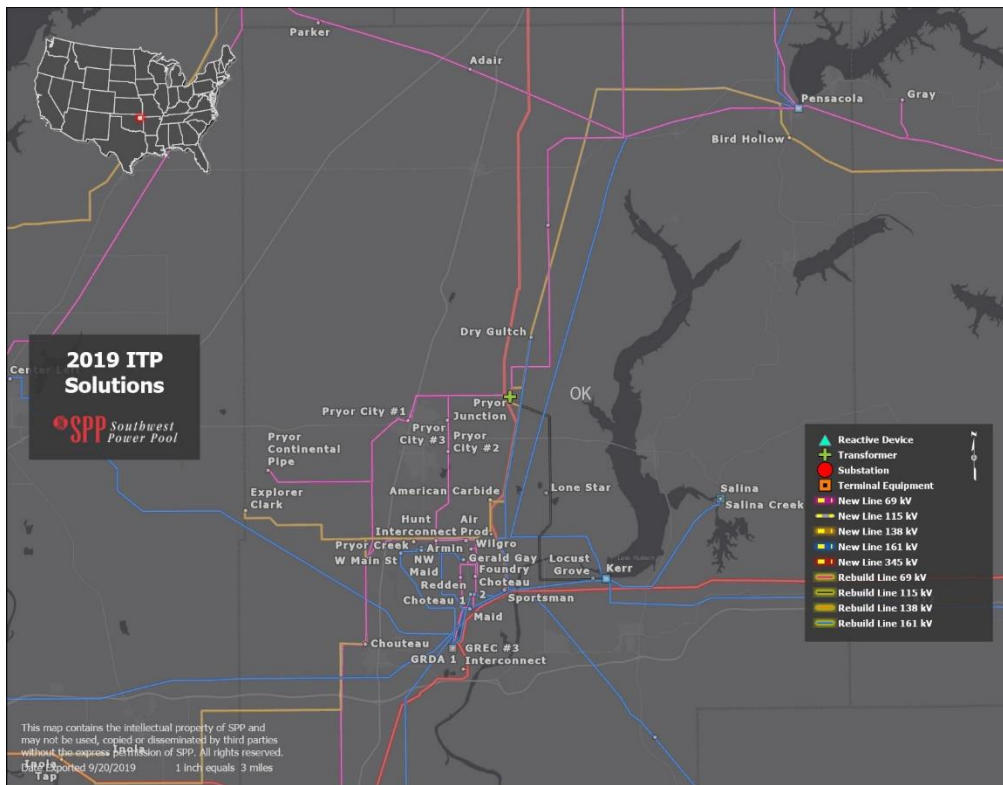 Parker
Adair
Pensacola
Gray
Bird Hollow
Dry Gultch
2019 ITP
Solutions
SPP Southwest
Power Pool
OK
Pryor
Junction
Pryor City #1
Pryor
City #3
Pryor
City #2
Pryor
Continental
Pipe
Explorer
Clark
American Carbide
Lone Star
Salina
Salina Creek
Hunt
Interconnect
Air
Prod.
Pryor Creek
W Main St
Armin
NW
Maid
Wilgro
Gerald Gay
Foundry
Redden
Choteau
2
Choteau 1
Maid
Sportsman
Locust
Grove
Kerr
Chouteau
GRDA 1
GREC #3
Interconnect
Reactive Device
Transformer
Substation
Terminal Equipment
New Line 69 kV
New Line 115 kV
New Line 138 kV
New Line 161 kV
New Line 345 kV
Rebuild Line 69 kV
Rebuild Line 115 kV
Rebuild Line 138 kV
Rebuild Line 161 kV
This map contains the intellectual property of SPP and
may not be used, copied or disseminated by third parties
without the express permission of SPP. All rights reserved.
Date Exported 9/20/2019 1 inch equals 3 miles
Inola
Inola
Tap